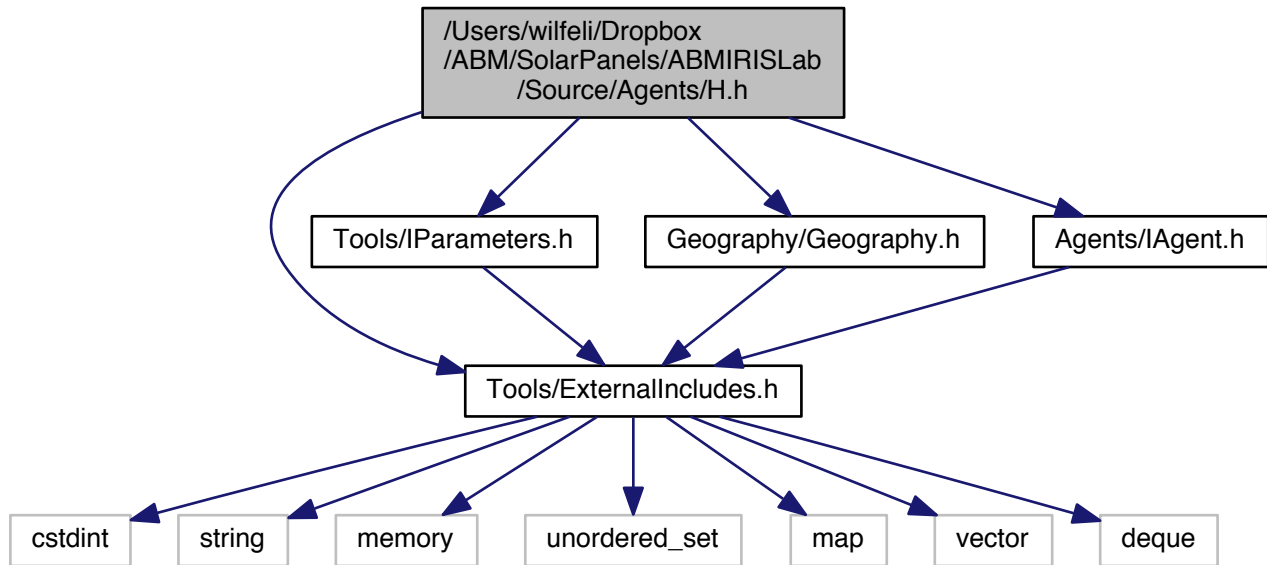 /Users/wilfeli/Dropbox
/ABM/SolarPanels/ABMIRISLab
/Source/Agents/H.h
Tools/IParameters.h
Geography/Geography.h
Agents/IAgent.h
Tools/ExternalIncludes.h
cstdint
string
memory
unordered_set
map
vector
deque